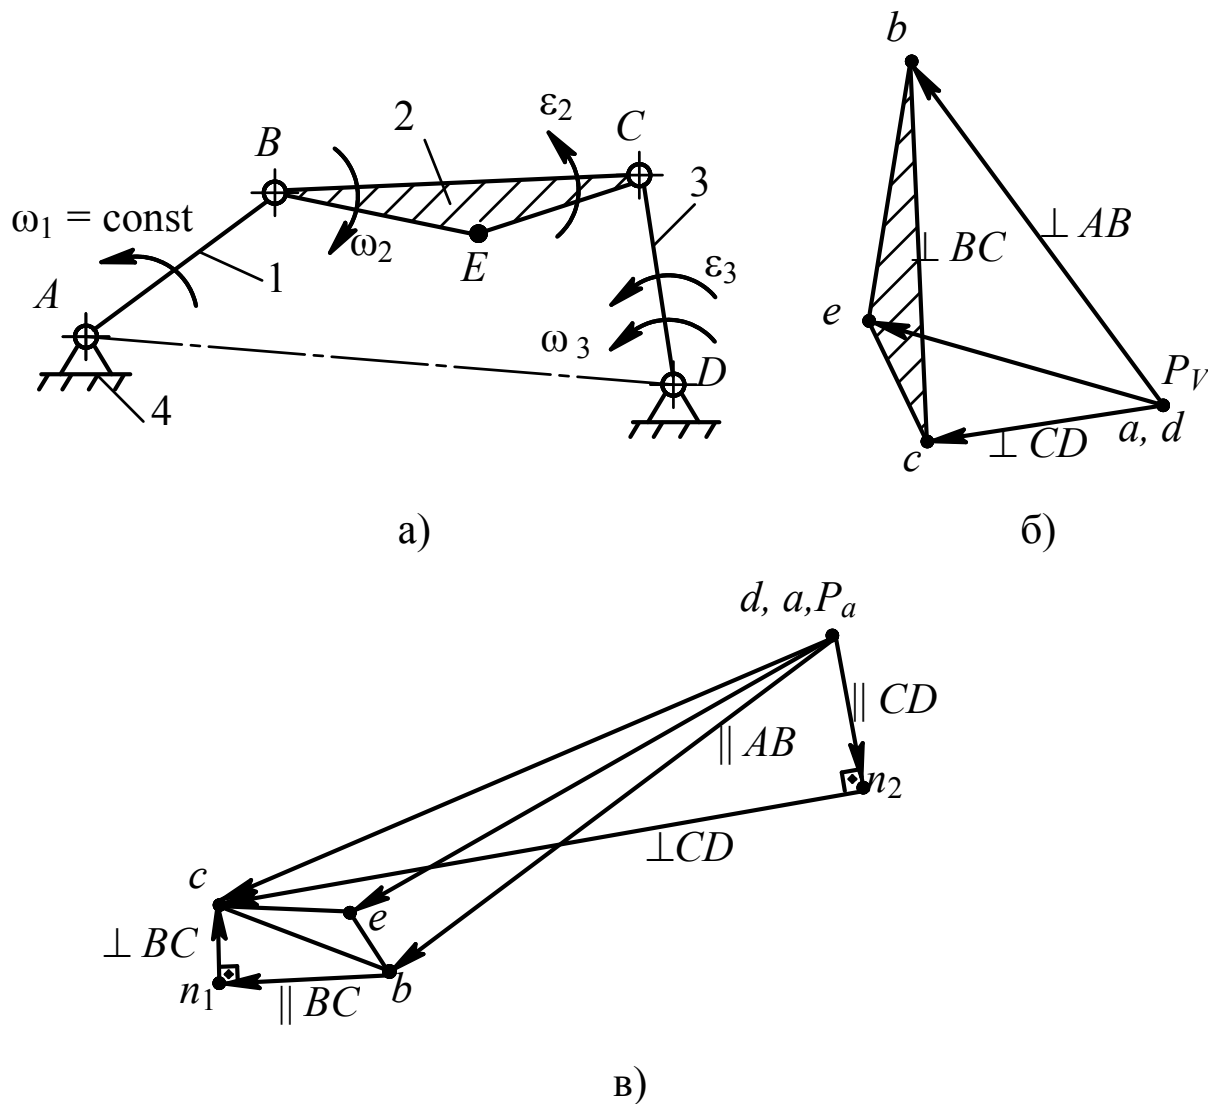 B
2
ε2
C
3
ω1 = const
ω2
A
1
E
ε3
ω 3
D
4
а)
b
⊥ AB
⊥ BC
e
PV
a, d
⊥ CD
c
б)
d, a,Pa
|| CD
|| AB
n2
⊥CD
c
e
⊥ BC
n1
|| BC
b
в)